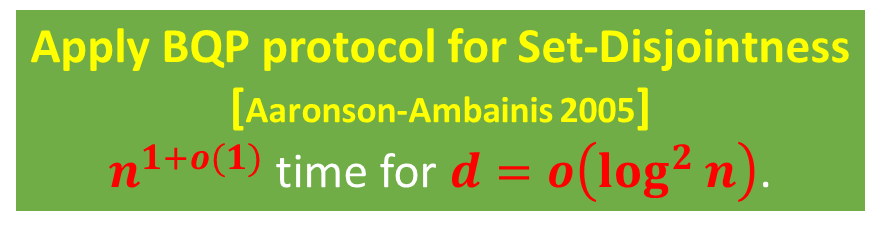 Apply BQP protocol for Set-Disjointness
[Aaronson-Ambainis 2005]
n^{1+o(1)} time for d = o(log^2 n).